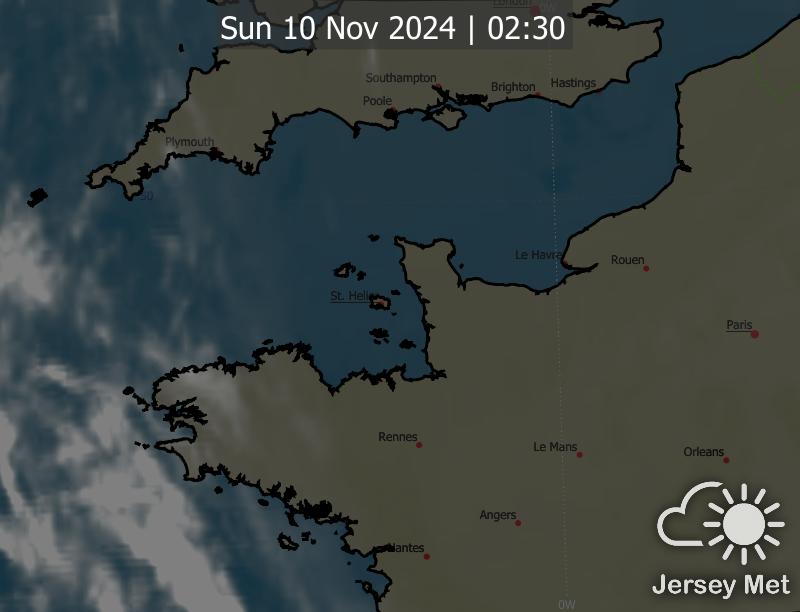 London
0W
Sun 10 Nov 2024 | 02:30
Southampton
Brighton
Hastings
Poole
Plymouth
50
Le Havre
Rouen
St. Helier
Paris
Rennes
Le Mans
Orleans
Angers
Nantes
Jersey Met
0W